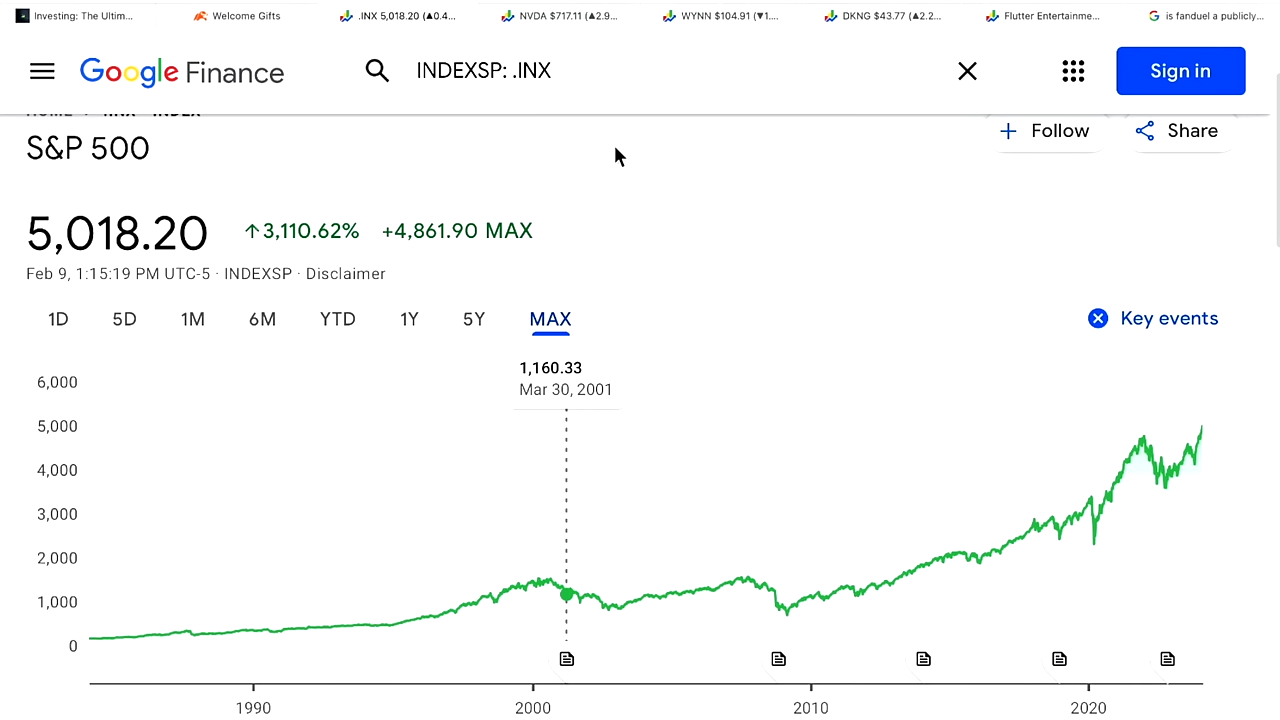 Investing: The Ultim... Welcome Gifts .INX 5,018.20 (▲0.4... NVDA $717.11 (▲2.9... WYNN $104.91 (▼1.... DKNG $43.77 (▲2.2... Flutter Entertainme... is fanduel a publicly...
Google Finance INDEXSP: .INX Sign in
HOME .INX · INDEX
S&P 500 + Follow Share
5,018.20 ↑3,110.62% +4,861.90 MAX
Feb 9, 1:15:19 PM UTC-5 · INDEXSP · Disclaimer
1D 5D 1M 6M YTD 1Y 5Y MAX Key events
1,160.33
Mar 30, 2001
6,000
5,000
4,000
3,000
2,000
1,000
0
1990 2000 2010 2020